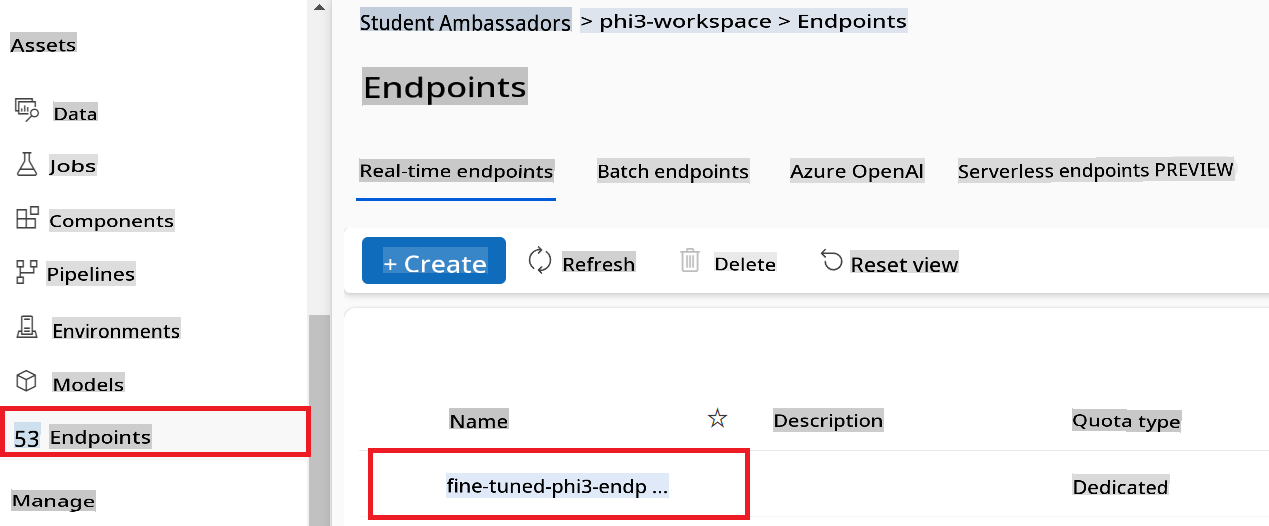 Assets
Data
Jobs
Components
Pipelines
Environments
Models
53 Endpoints
Manage
Student Ambassadors > phi3-workspace > Endpoints
Endpoints
Real-time endpoints Batch endpoints Azure OpenAI Serverless endpoints PREVIEW
+ Create Refresh Delete Reset view
Name Description Quota type
fine-tuned-phi3-endp ... Dedicated